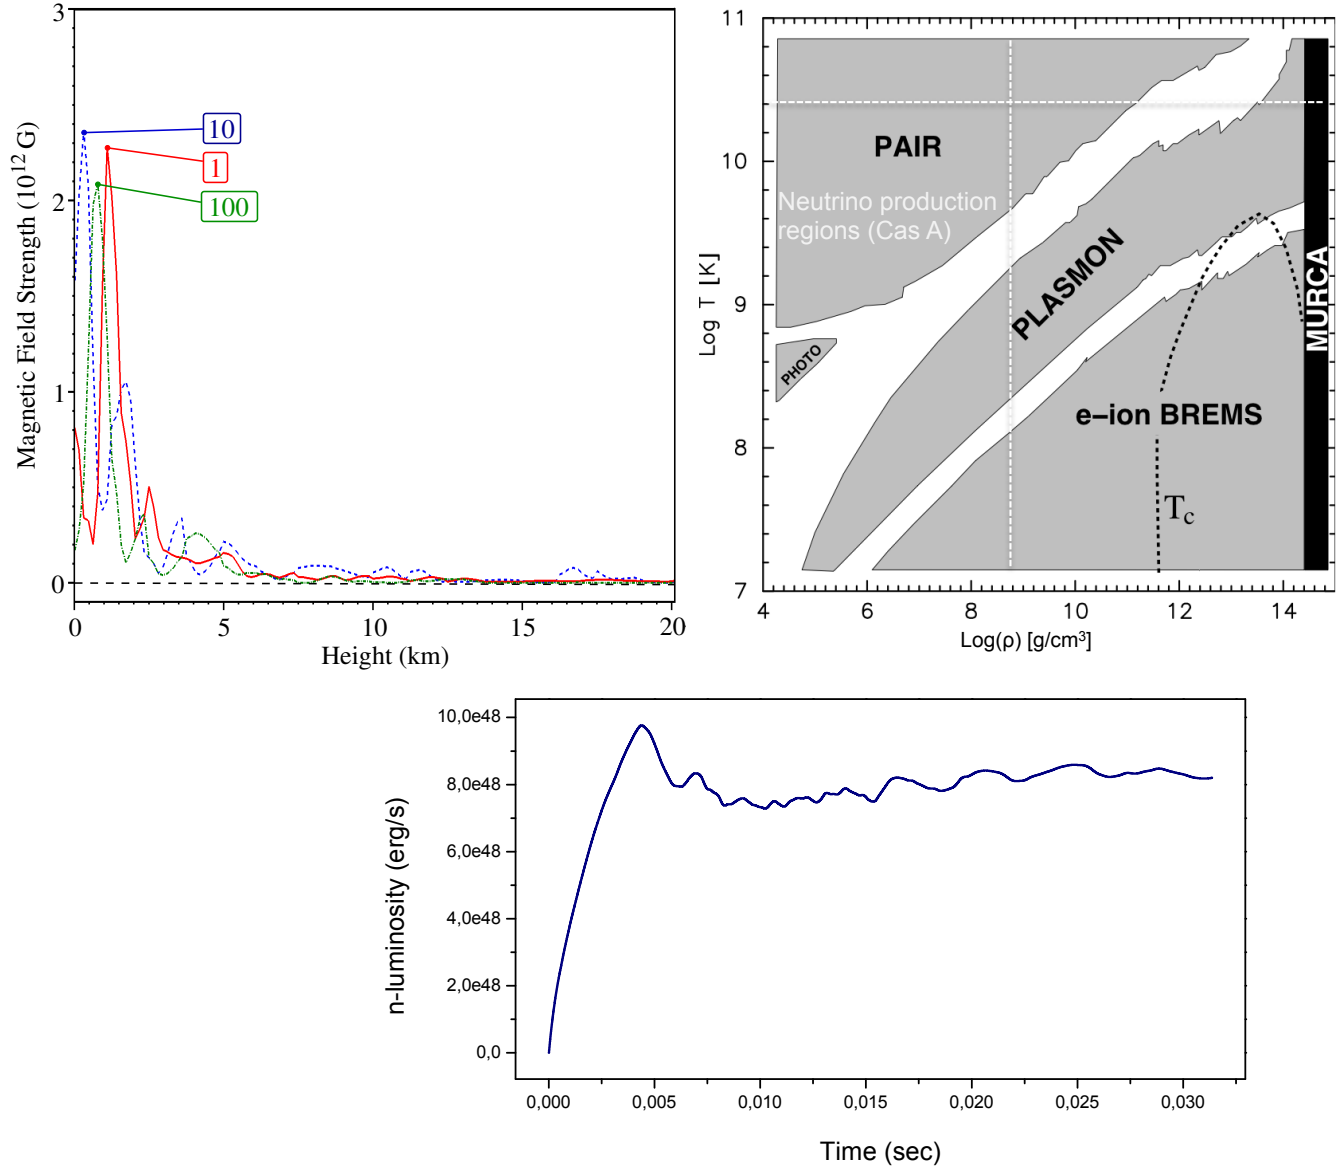 3
2
1
0
Magnetic Field Strength (10¹² G)
10
1
100
0
5
10
15
20
Height (km)
11
10
9
8
7
Log T [K]
PAIR
Neutrino production
regions (Cas A)
PHOTO
PLASMON
e–ion BREMS
Tc
MURCA
4
6
8
10
12
14
Log(ρ) [g/cm³]
10,0e48
8,0e48
6,0e48
4,0e48
2,0e48
0,0
n-luminosity (erg/s)
0,000
0,005
0,010
0,015
0,020
0,025
0,030
Time (sec)